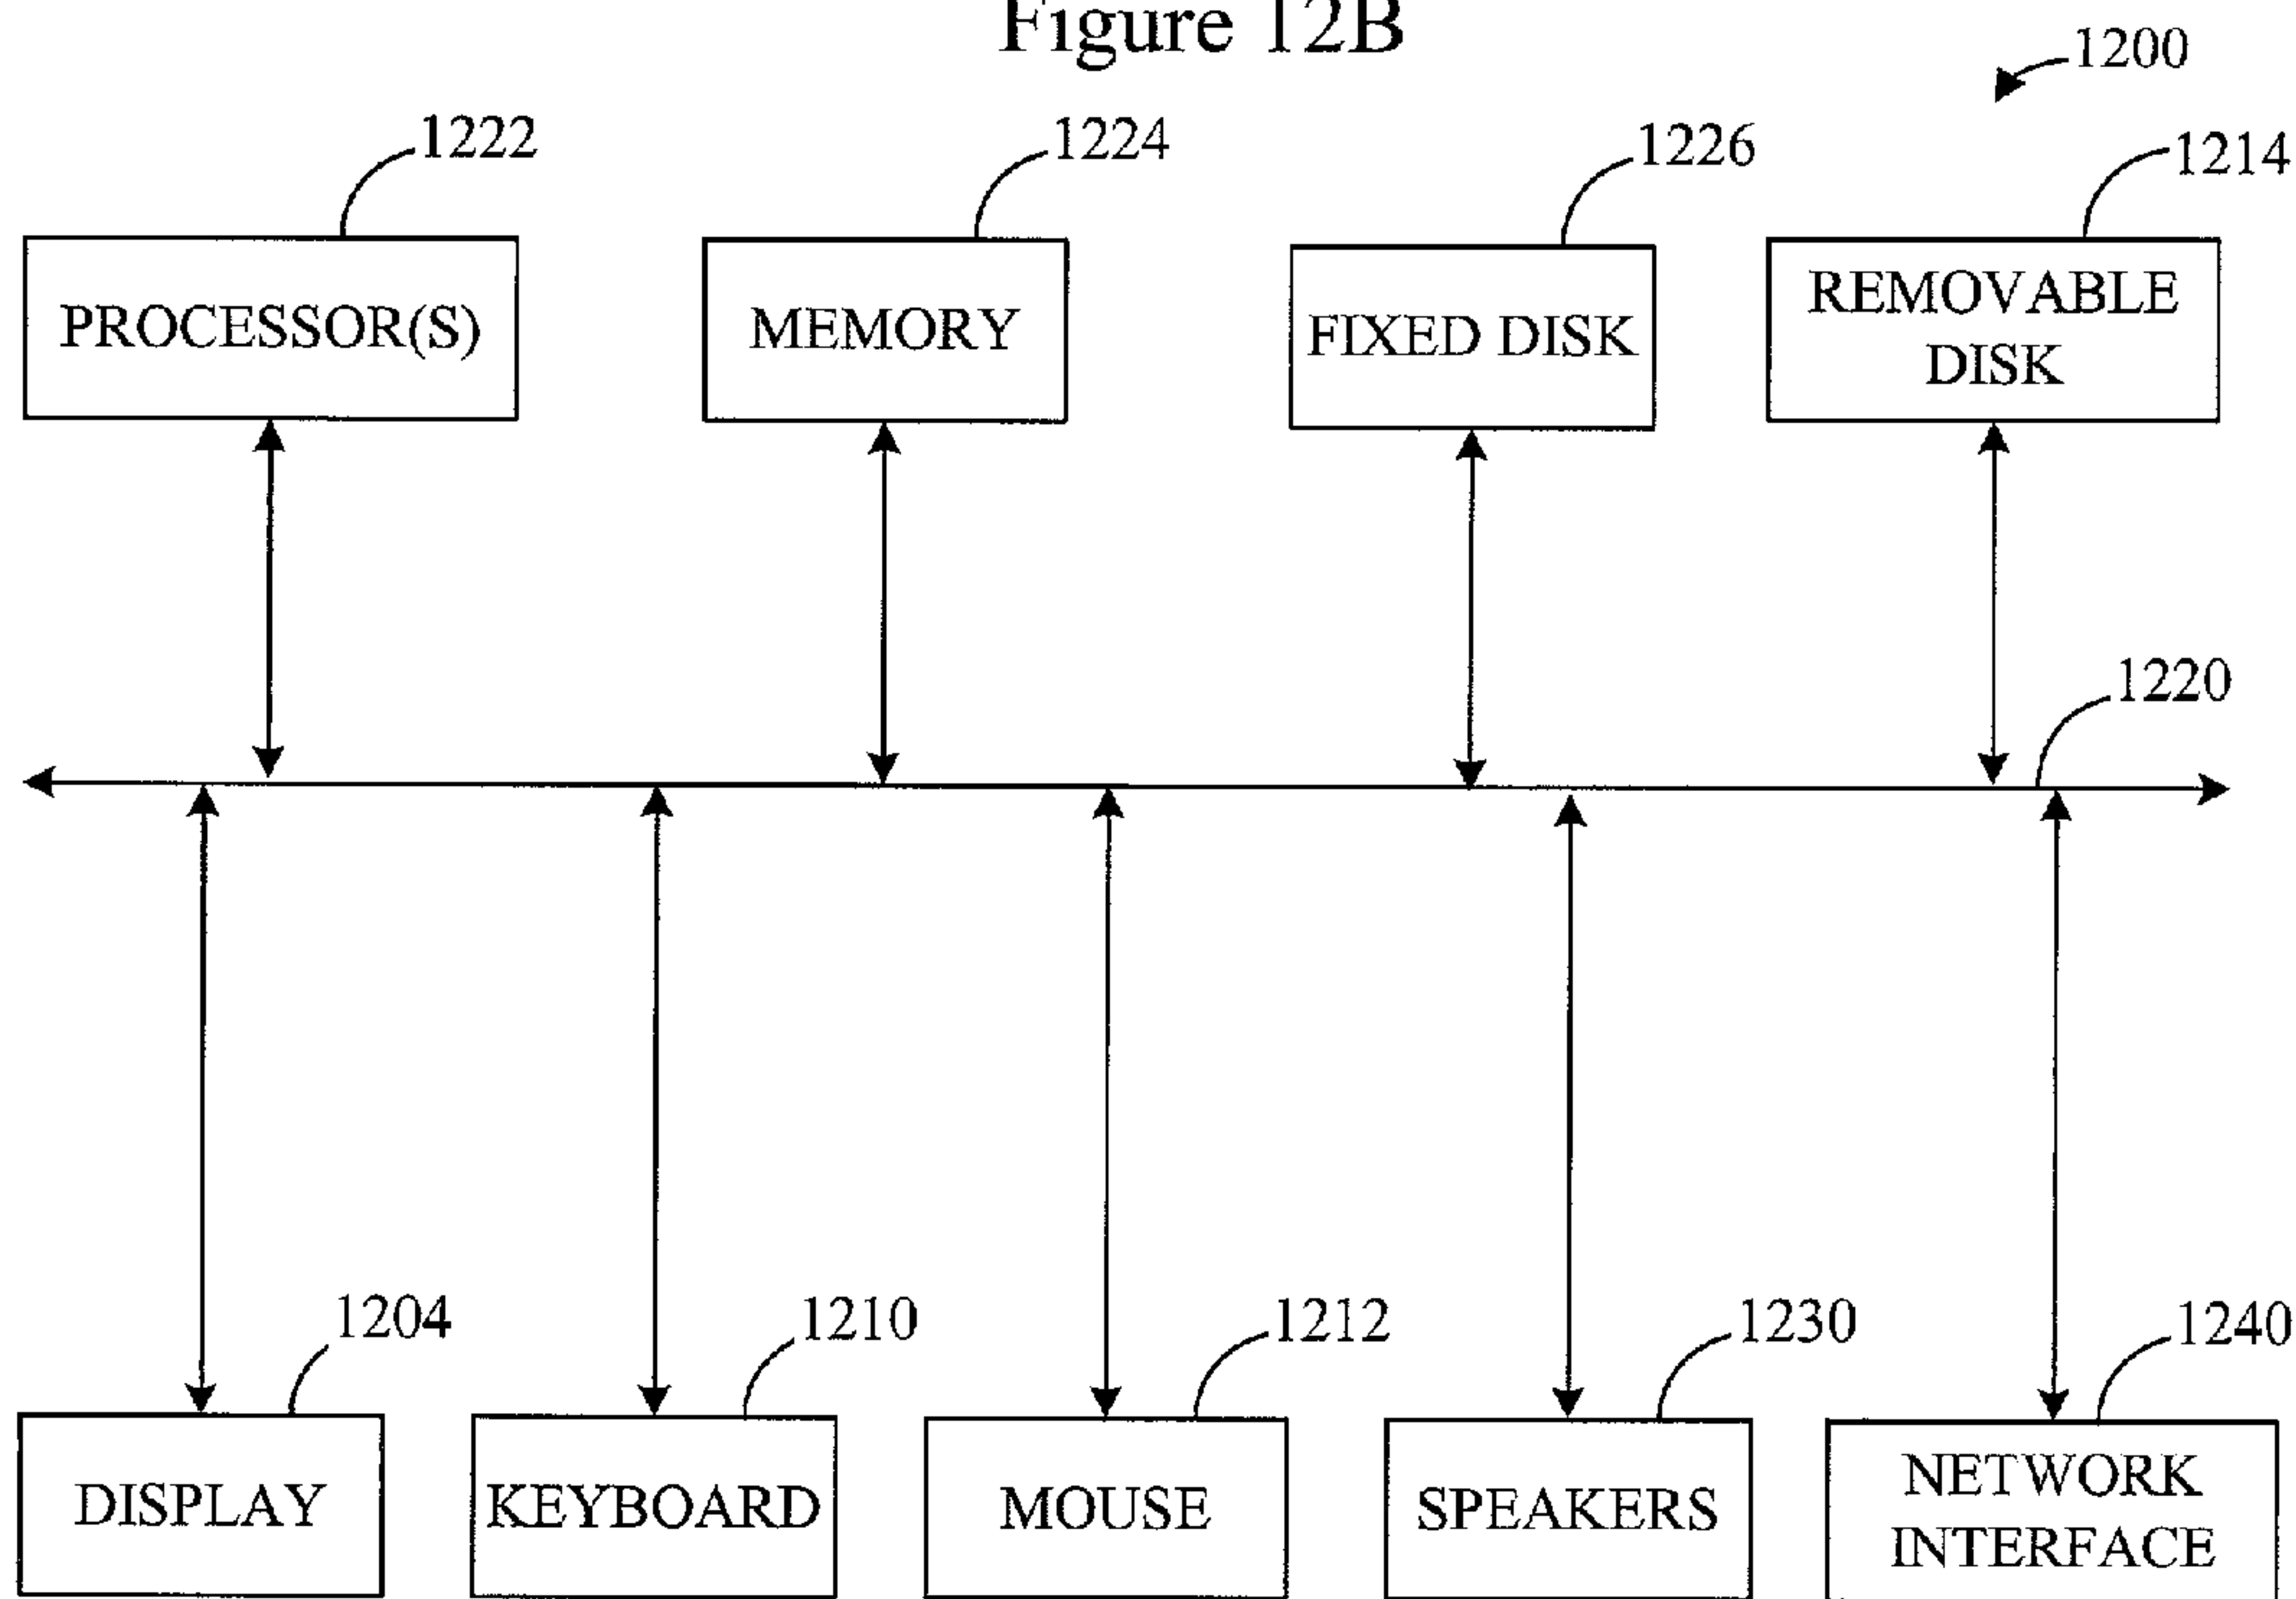 Figure 12B
1200
1222
1224
1226
1214
PROCESSOR(S)
MEMORY
FIXED DISK
REMOVABLE
DISK
1220
1204
1210
1212
1230
1240
DISPLAY
KEYBOARD
MOUSE
SPEAKERS
NETWORK
INTERFACE